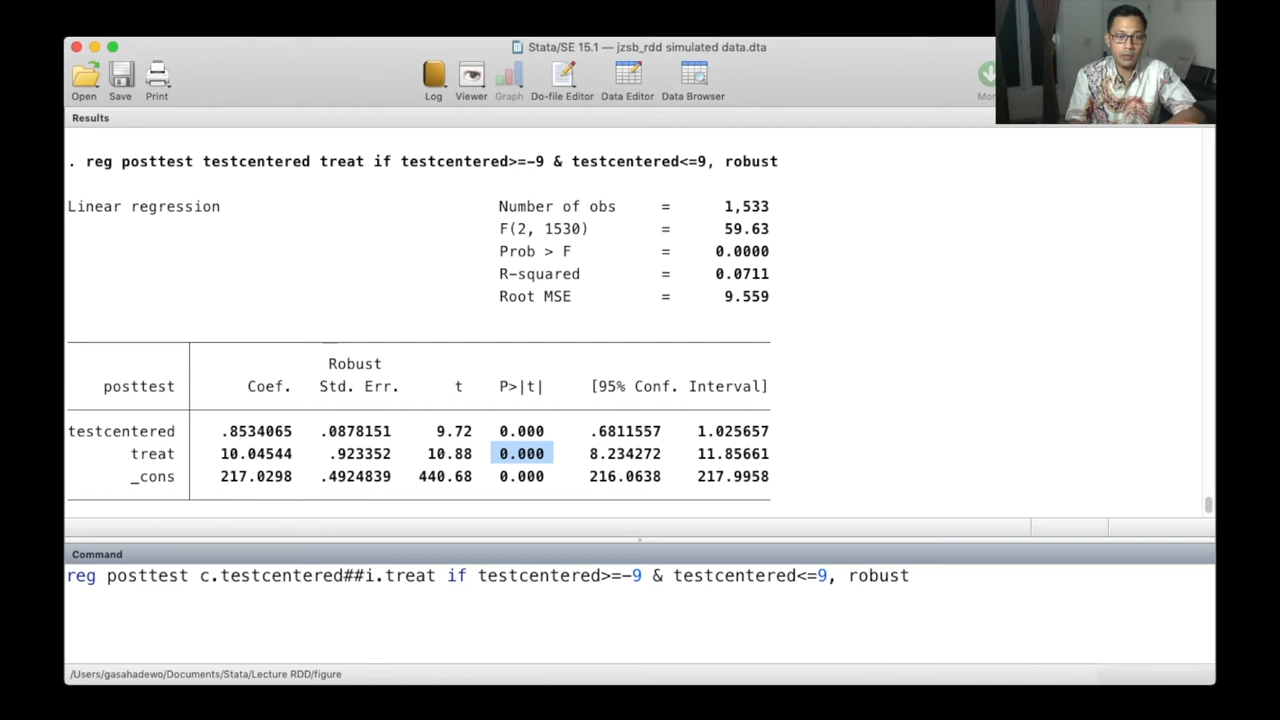 Stata/SE 15.1 — jzsb_rdd simulated data.dta
Open Save Print Log Viewer Graph Do-file Editor Data Editor Data Browser
Results
. reg posttest testcentered treat if testcentered>=-9 & testcentered<=9, robust
Linear regression Number of obs = 1,533
F(2, 1530) = 59.63
Prob > F = 0.0000
R-squared = 0.0711
Root MSE = 9.559
Robust
posttest Coef. Std. Err. t P>|t| [95% Conf. Interval]
testcentered .8534065 .0878151 9.72 0.000 .6811557 1.025657
treat 10.04544 .923352 10.88 0.000 8.234272 11.85661
_cons 217.0298 .4924839 440.68 0.000 216.0638 217.9958
Command
reg posttest c.testcentered##i.treat if testcentered>=-9 & testcentered<=9, robust
/Users/gasahadewo/Documents/Stata/Lecture RDD/figure